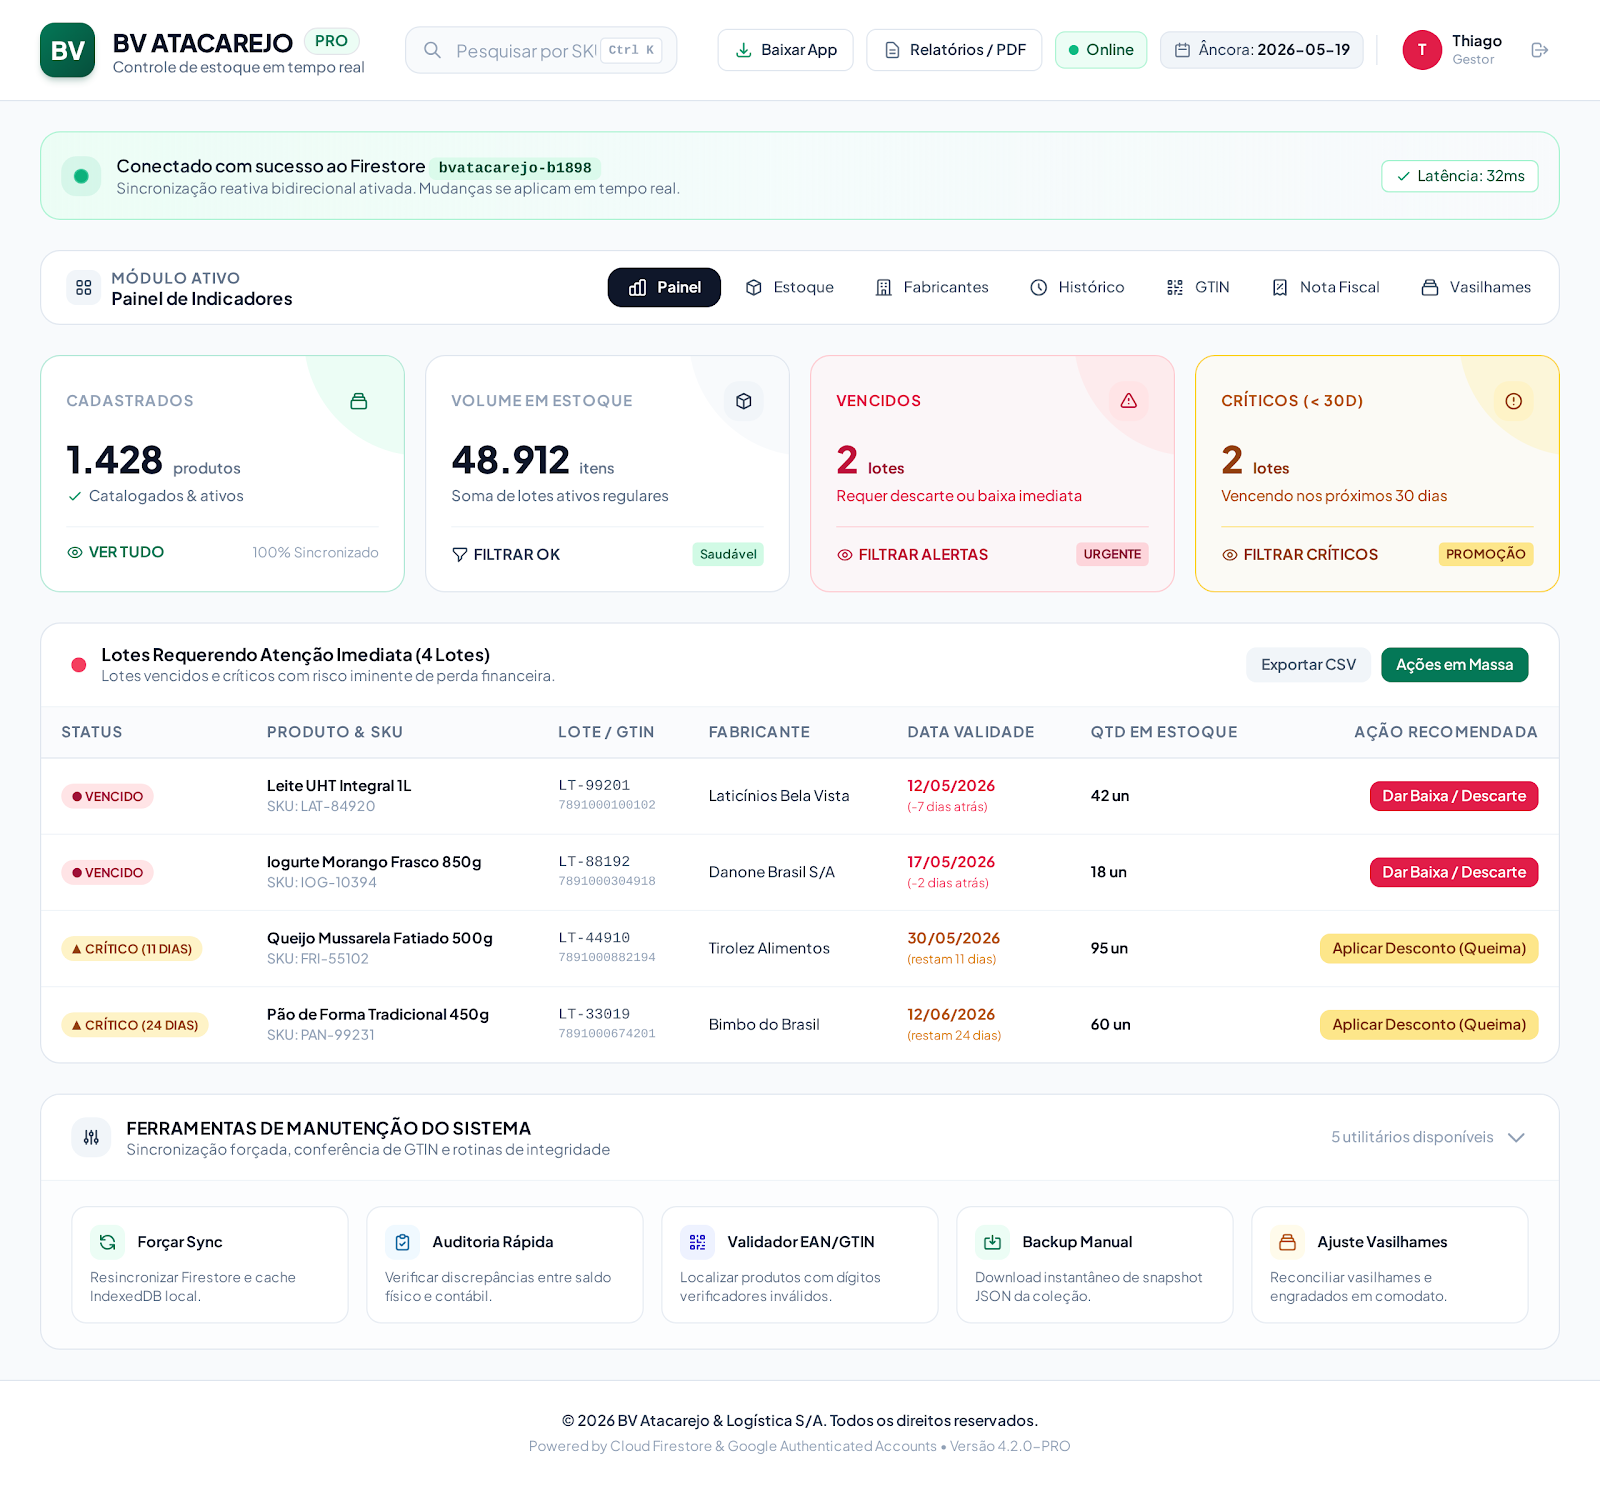 BV
BV ATACAREJO PRO
Controle de estoque em tempo real
Pesquisar por SK
Ctrl K
Baixar App
Relatórios / PDF
Online
Âncora: 2026-05-19
T
Thiago
Gestor
Conectado com sucesso ao Firestore bvatacarejo-b1898
Sincronização reativa bidirecional ativada. Mudanças se aplicam em tempo real.
Latência: 32ms
MÓDULO ATIVO
Painel de Indicadores
Painel
Estoque
Fabricantes
Histórico
GTIN
Nota Fiscal
Vasilhames
CADASTRADOS
1.428 produtos
Catalogados & ativos
VER TUDO
100% Sincronizado
VOLUME EM ESTOQUE
48.912 itens
Soma de lotes ativos regulares
FILTRAR OK
Saudável
VENCIDOS
2 lotes
Requer descarte ou baixa imediata
FILTRAR ALERTAS
URGENTE
CRÍTICOS (< 30D)
2 lotes
Vencendo nos próximos 30 dias
FILTRAR CRÍTICOS
PROMOÇÃO
Lotes Requerendo Atenção Imediata (4 Lotes)
Lotes vencidos e críticos com risco iminente de perda financeira.
Exportar CSV
Ações em Massa
STATUS PRODUTO & SKU LOTE / GTIN FABRICANTE DATA VALIDADE QTD EM ESTOQUE AÇÃO RECOMENDADA
VENCIDO
Leite UHT Integral 1L
SKU: LAT-84920
LT-99201
7891000100102
Laticínios Bela Vista
12/05/2026
(-7 dias atrás)
42 un
Dar Baixa / Descarte
VENCIDO
Iogurte Morango Frasco 850g
SKU: IOG-10394
LT-88192
7891000304918
Danone Brasil S/A
17/05/2026
(-2 dias atrás)
18 un
Dar Baixa / Descarte
CRÍTICO (11 DIAS)
Queijo Mussarela Fatiado 500g
SKU: FRI-55102
LT-44910
7891000882194
Tirolez Alimentos
30/05/2026
(restam 11 dias)
95 un
Aplicar Desconto (Queima)
CRÍTICO (24 DIAS)
Pão de Forma Tradicional 450g
SKU: PAN-99231
LT-33019
7891000674201
Bimbo do Brasil
12/06/2026
(restam 24 dias)
60 un
Aplicar Desconto (Queima)
FERRAMENTAS DE MANUTENÇÃO DO SISTEMA
Sincronização forçada, conferência de GTIN e rotinas de integridade
5 utilitários disponíveis
Forçar Sync
Resincronizar Firestore e cache
IndexedDB local.
Auditoria Rápida
Verificar discrepâncias entre saldo
físico e contábil.
Validador EAN/GTIN
Localizar produtos com dígitos
verificadores inválidos.
Backup Manual
Download instantâneo de snapshot
JSON da coleção.
Ajuste Vasilhames
Reconciliar vasilhames e
engradados em comodato.
© 2026 BV Atacarejo & Logística S/A. Todos os direitos reservados.
Powered by Cloud Firestore & Google Authenticated Accounts • Versão 4.2.0-PRO